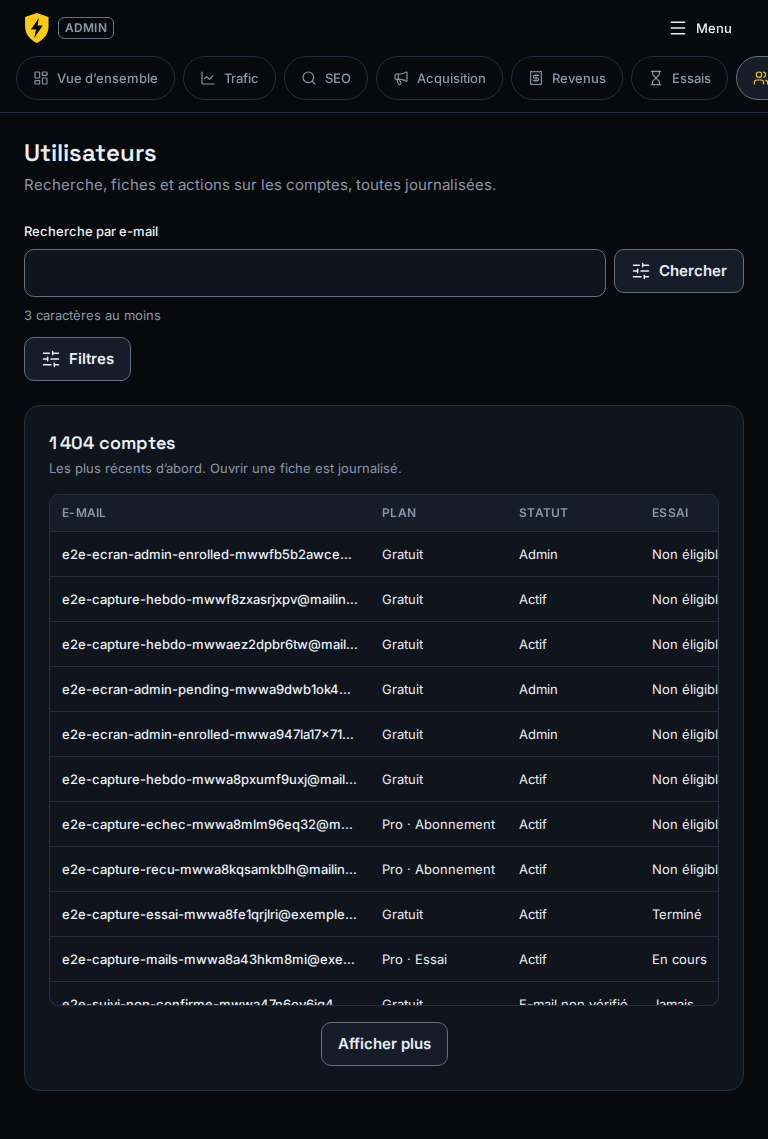 ADMIN
Menu
Vue d’ensemble
Trafic
SEO
Acquisition
Revenus
Essais
Utilisateurs
Recherche, fiches et actions sur les comptes, toutes journalisées.
Recherche par e-mail
Chercher
3 caractères au moins
Filtres
1 404 comptes
Les plus récents d’abord. Ouvrir une fiche est journalisé.
E-MAIL PLAN STATUT ESSAI
e2e-ecran-admin-enrolled-mwwfb5b2awce… Gratuit Admin Non éligibl
e2e-capture-hebdo-mwwf8zxasrjxpv@mailin… Gratuit Actif Non éligibl
e2e-capture-hebdo-mwwaez2dpbr6tw@mail… Gratuit Actif Non éligibl
e2e-ecran-admin-pending-mwwa9dwb1ok4… Gratuit Admin Non éligibl
e2e-ecran-admin-enrolled-mwwa947la17x71… Gratuit Admin Non éligibl
e2e-capture-hebdo-mwwa8pxumf9uxj@mail… Gratuit Actif Non éligibl
e2e-capture-echec-mwwa8mlm96eq32@m… Pro · Abonnement Actif Non éligibl
e2e-capture-recu-mwwa8kqsamkblh@mailin… Pro · Abonnement Actif Non éligibl
e2e-capture-essai-mwwa8fe1qrjlri@exemple… Gratuit Actif Terminé
e2e-capture-mails-mwwa8a43hkm8mi@exe… Pro · Essai Actif En cours
Gratuit E-mail non vérifié Jamais
Afficher plus